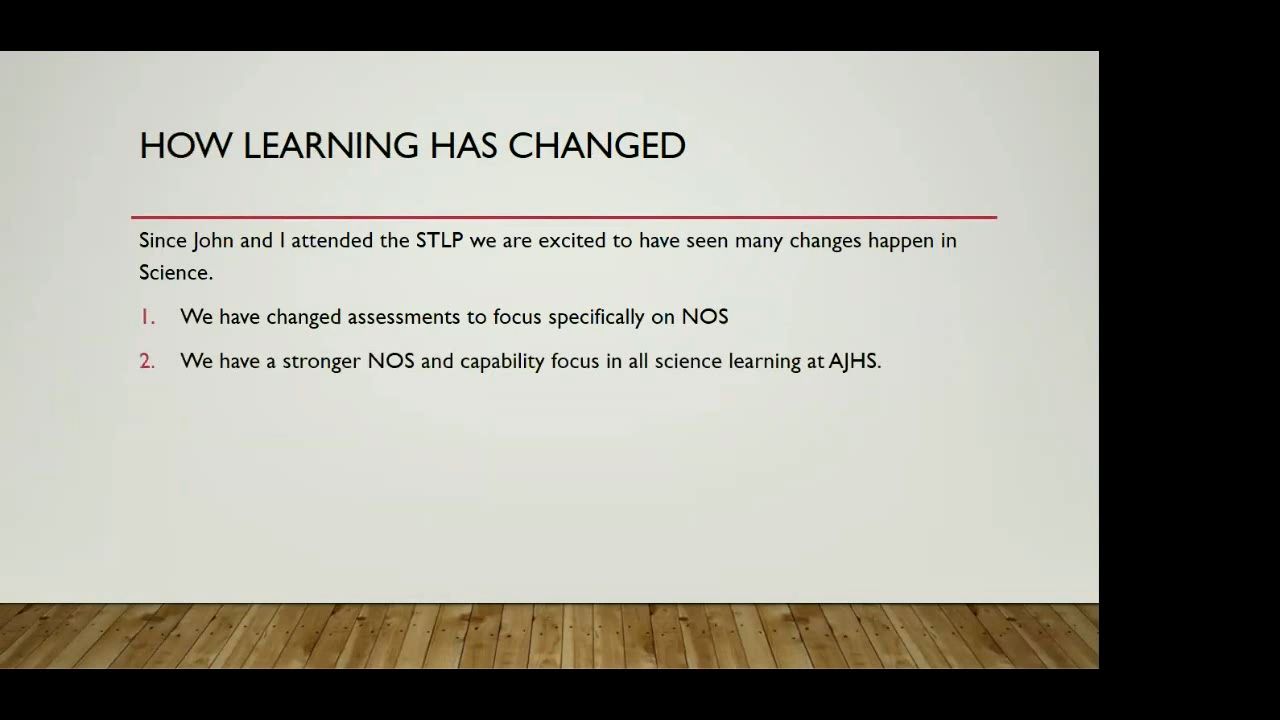 HOW LEARNING HAS CHANGED
Since John and I attended the STLP we are excited to have seen many changes happen in
Science.
1. We have changed assessments to focus specifically on NOS
2. We have a stronger NOS and capability focus in all science learning at AJHS.